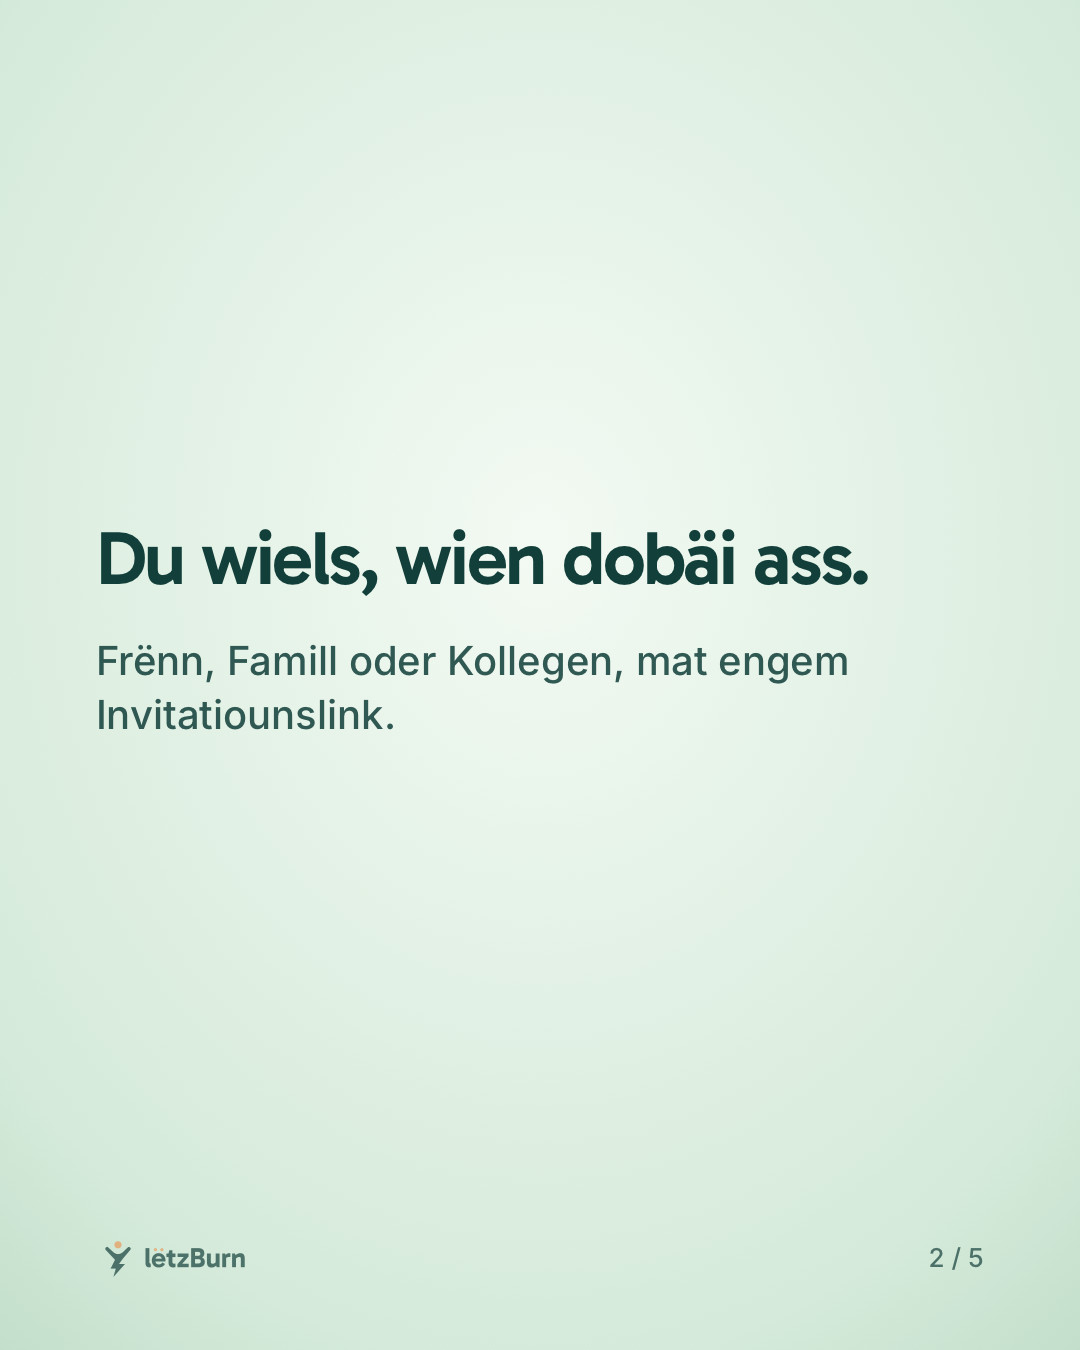 Du wiels, wien dobäi ass.
Frënn, Famill oder Kollegen, mat engem
Invitatiounslink.
lëtzBurn
2 / 5